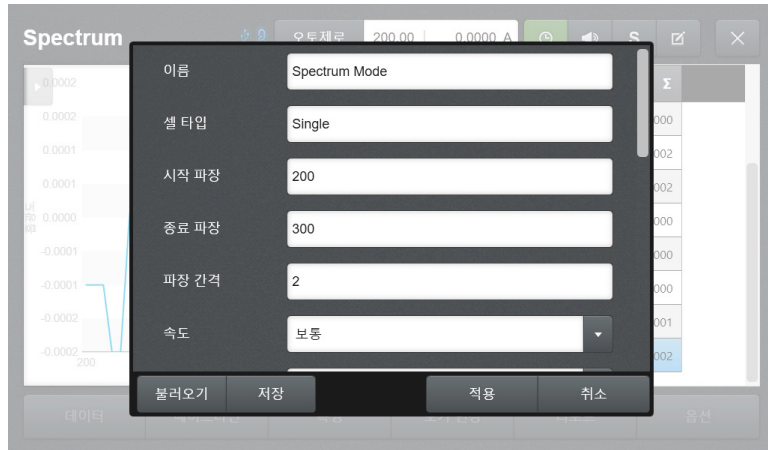 Spectrum
오토제로 200.00 0.0000 A S
이름 Spectrum Mode
셀 타입 Single
시작 파장 200
종료 파장 300
파장 간격 2
속도 보통
불러오기 저장 적용 취소
0.0002
0.0002
0.0001
0.0001
0.0000
-0.0001
-0.0001
-0.0002
-0.0002
200
흡광도
Σ
000
002
002
000
000
000
001
002
데이터 옵션